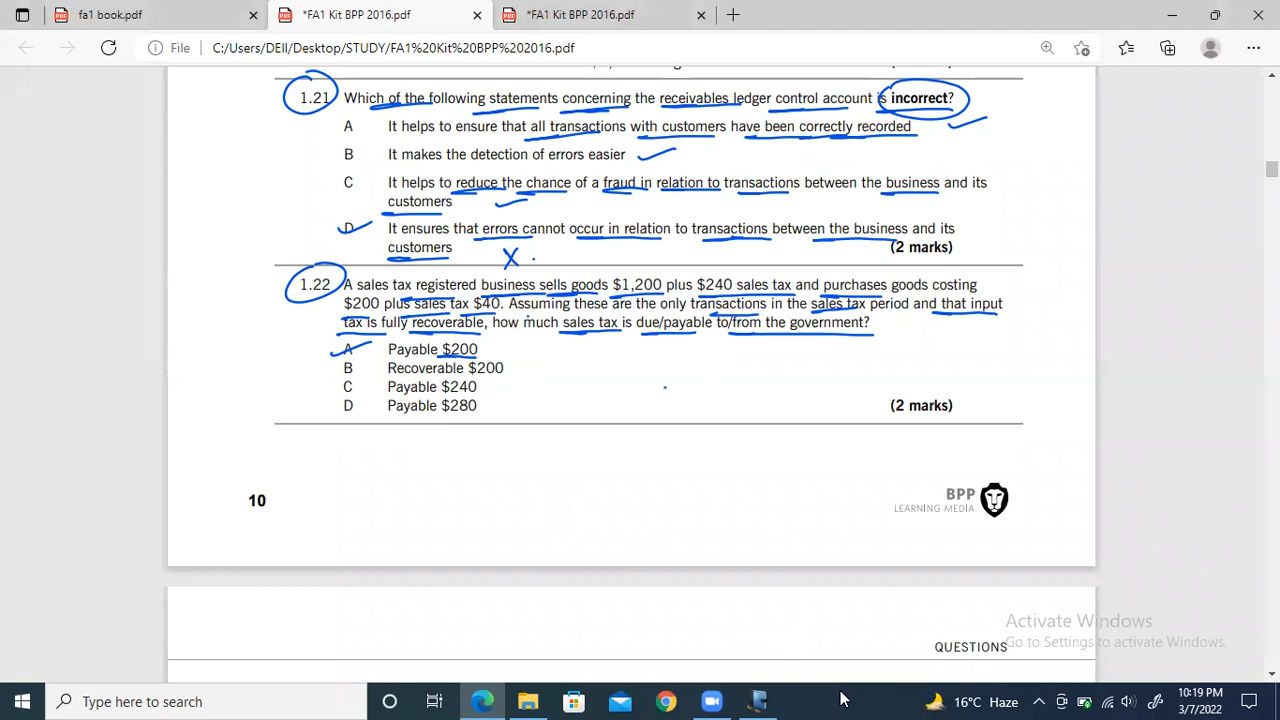 fa1 book.pdf
*FA1 Kit BPP 2016.pdf
*FA1 Kit BPP 2016.pdf
File C:/Users/DEll/Desktop/STUDY/FA1%20Kit%20BPP%202016.pdf
1.21 Which of the following statements concerning the receivables ledger control account is incorrect?
A It helps to ensure that all transactions with customers have been correctly recorded
B It makes the detection of errors easier
C It helps to reduce the chance of a fraud in relation to transactions between the business and its
customers
D It ensures that errors cannot occur in relation to transactions between the business and its
customers (2 marks)
X
1.22 A sales tax registered business sells goods $1,200 plus $240 sales tax and purchases goods costing
$200 plus sales tax $40. Assuming these are the only transactions in the sales tax period and that input
tax is fully recoverable, how much sales tax is due/payable to/from the government?
A Payable $200
B Recoverable $200
C Payable $240
D Payable $280 (2 marks)
10
BPP
LEARNING MEDIA
Activate Windows
Go to Settings to activate Windows.
QUESTIONS
Type here to search
16°C Haze
10:19 PM
3/7/2022